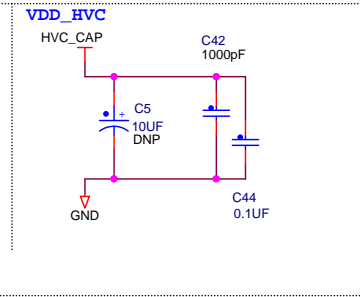 VDD_HVC
HVC_CAP
C42
1000pF
C5
+
10UF
DNP
C44
0.1UF
GND